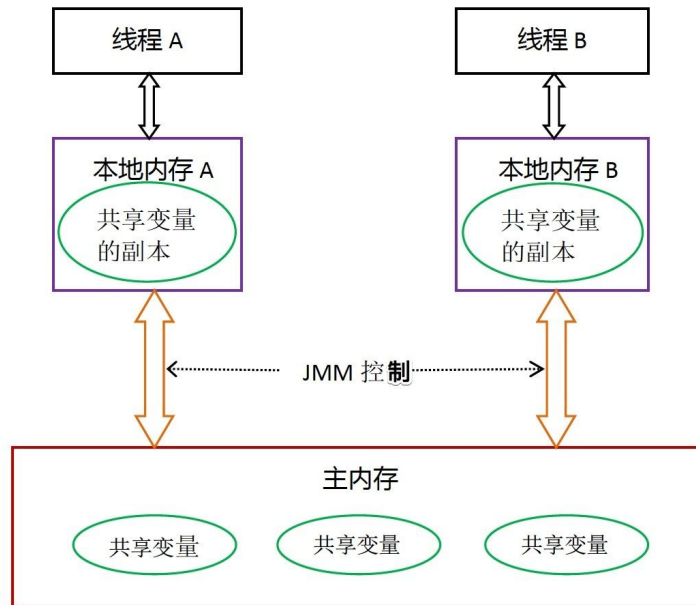 线程 A
线程 B
本地内存 A
共享变量
的副本
本地内存 B
共享变量
的副本
JMM 控制
主内存
共享变量
共享变量
共享变量